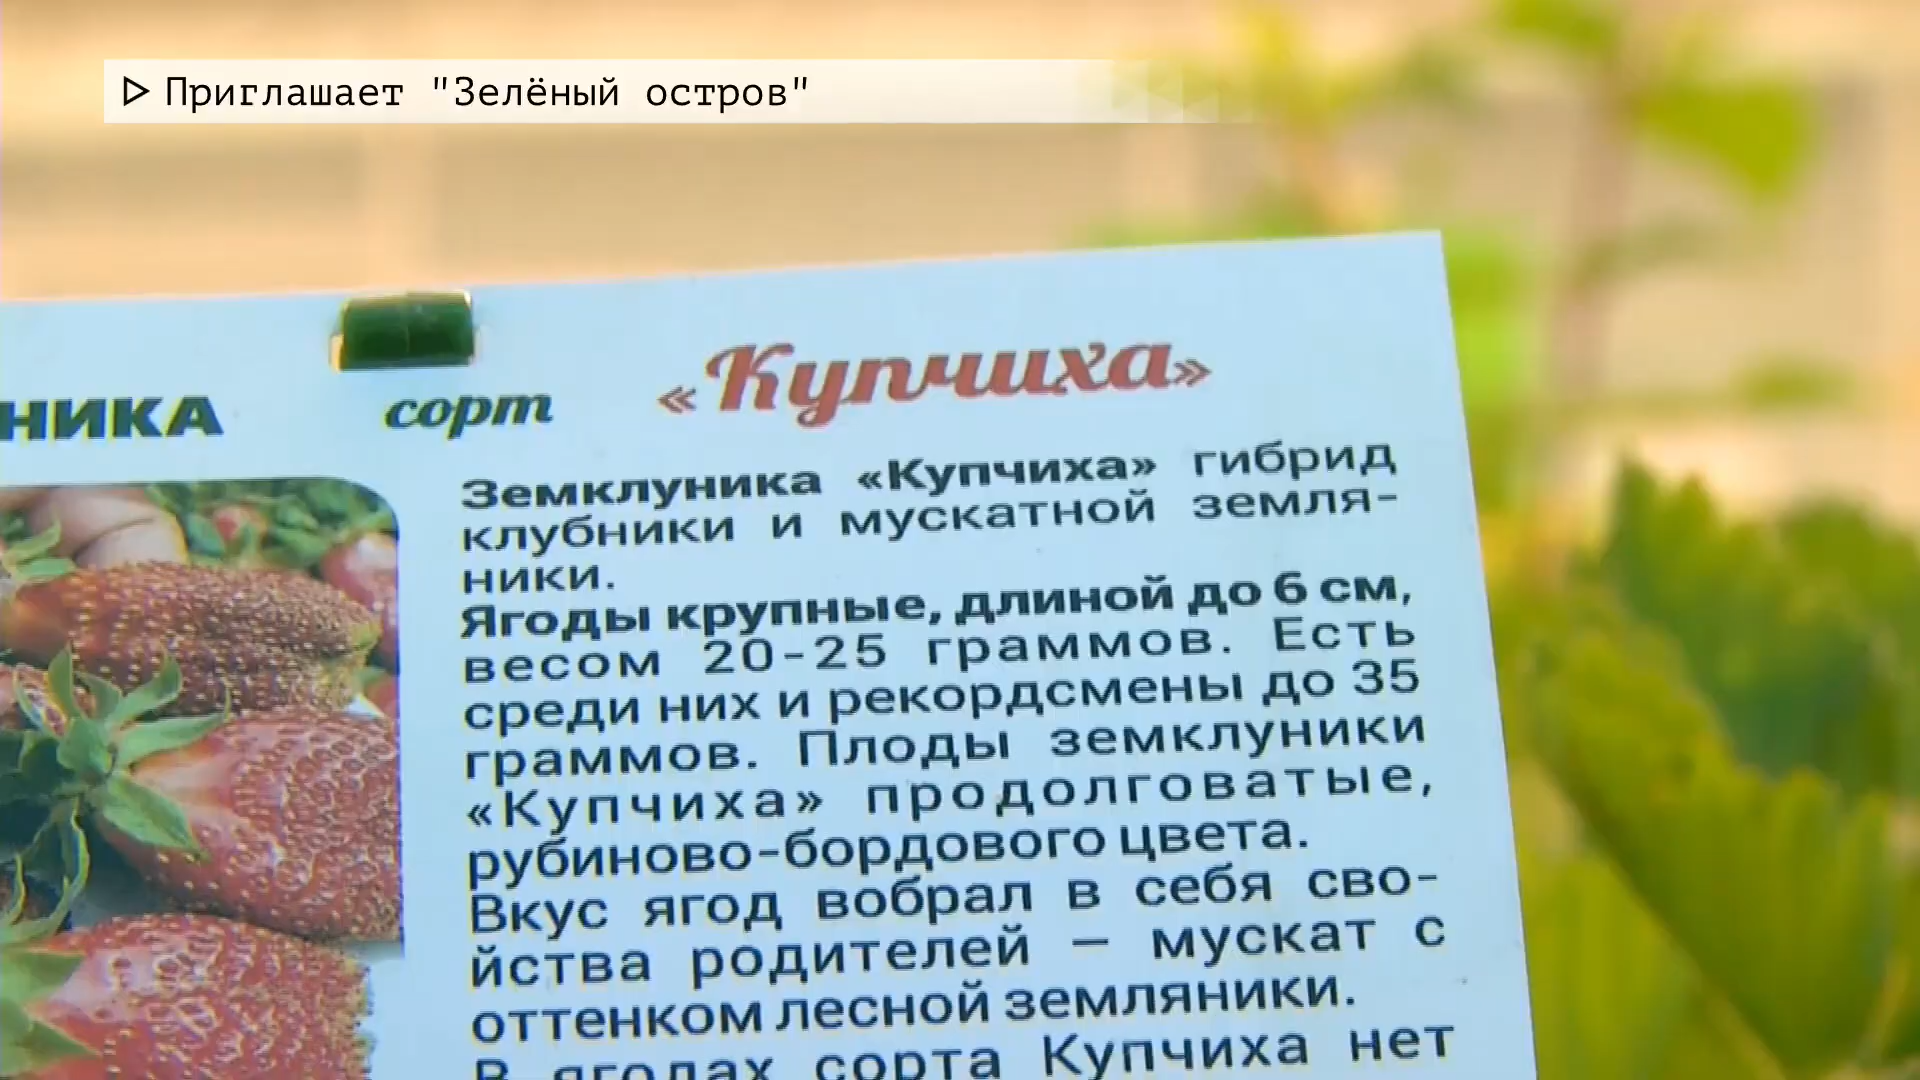 Приглашает "Зелёный остров"
НИКА сорт «Купчиха»
Земклуника «Купчиха» гибрид
клубники и мускатной земля-
ники.
Ягоды крупные, длиной до 6 см,
весом 20-25 граммов. Есть
среди них и рекордсмены до 35
граммов. Плоды земклуники
«Купчиха» продолговатые,
рубиново-бордового цвета.
Вкус ягод вобрал в себя сво-
йства родителей – мускат с
оттенком лесной земляники.
В ягодах сорта Купчиха нет